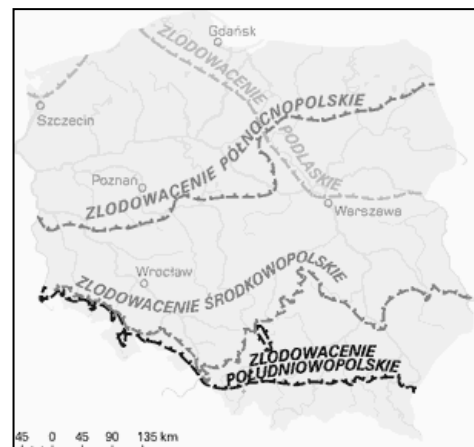 Gdańsk
ZLODOWACENIE
PODLASKIE
Szczecin
ZLODOWACENIE PÓŁNOCNOPOLSKIE
Poznań
Warszawa
Wrocław
ZLODOWACENIE ŚRODKOWOPOLSKIE
ZLODOWACENIE
POŁUDNIOWOPOLSKIE
45 0 45 90 135 km